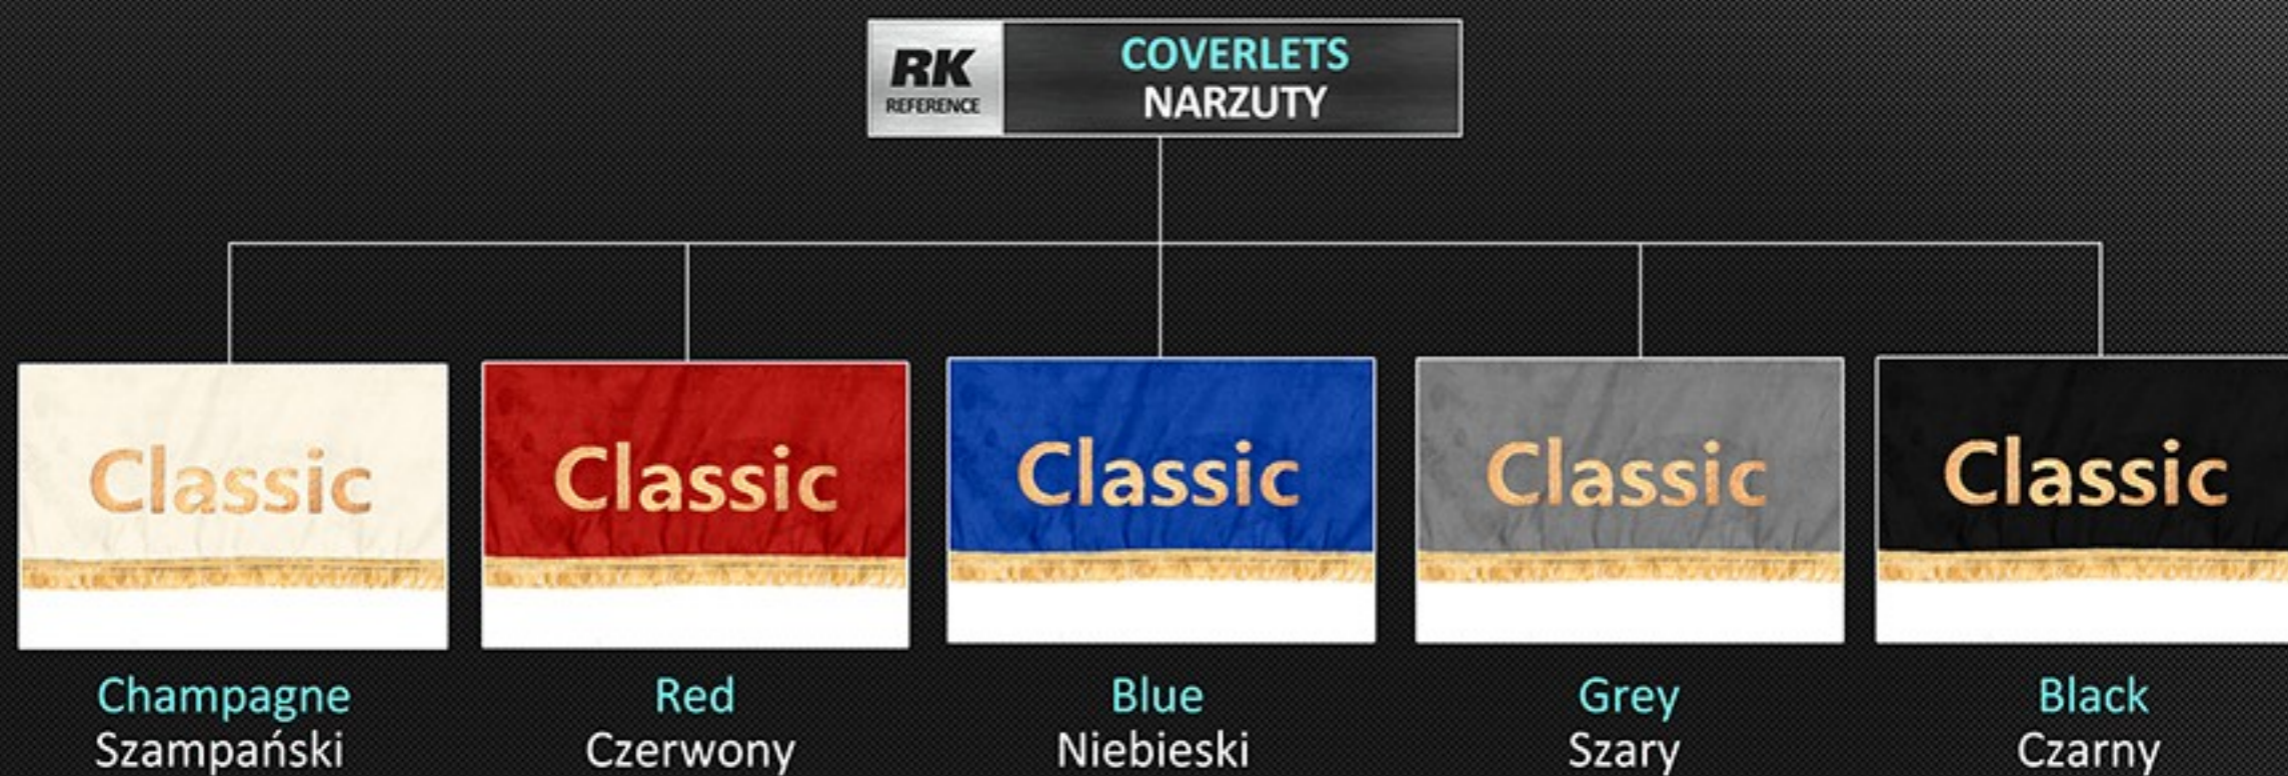 RK
REFERENCE
COVERLETS
NARZUTY
Classic
Classic
Classic
Classic
Classic
Champagne
Szampański
Red
Czerwony
Blue
Niebieski
Grey
Szary
Black
Czarny